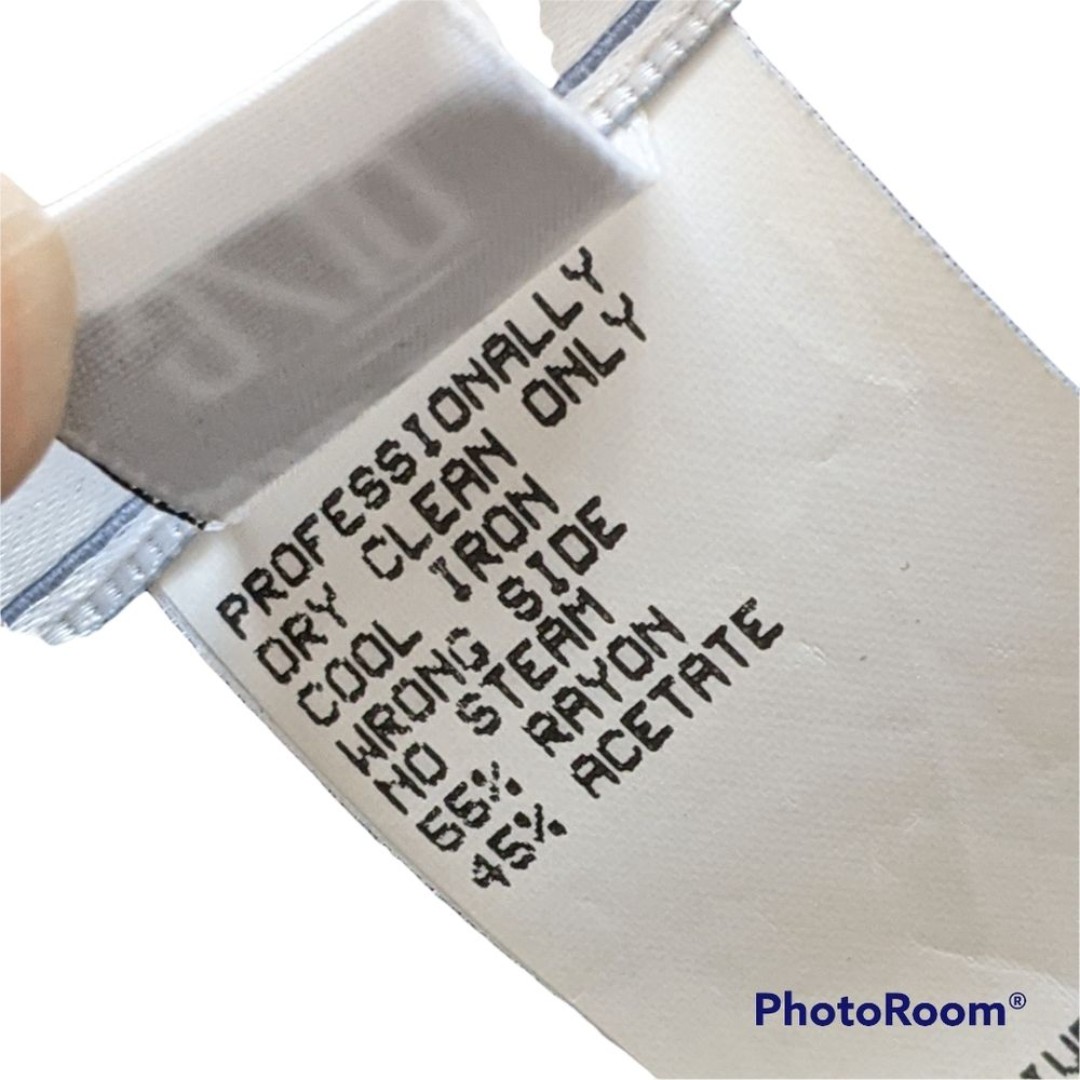 PROFESSIONALLY
DRY CLEAN ONLY
COOL IRON
WRONG SIDE
NO STEAM
55% RAYON
45% ACETATE
PhotoRoom®